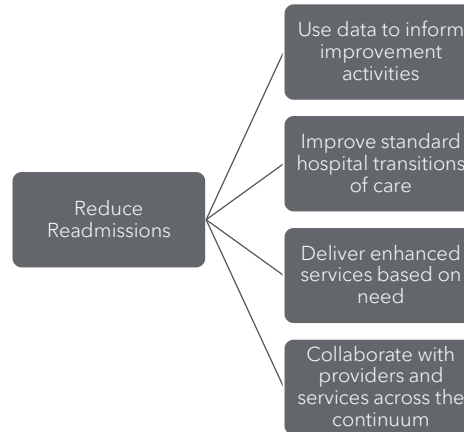 Use data to inform
improvement
activities
Improve standard
hospital transitions
of care
Reduce
Readmissions
Deliver enhanced
services based on
need
Collaborate with
providers and
services across the
continuum